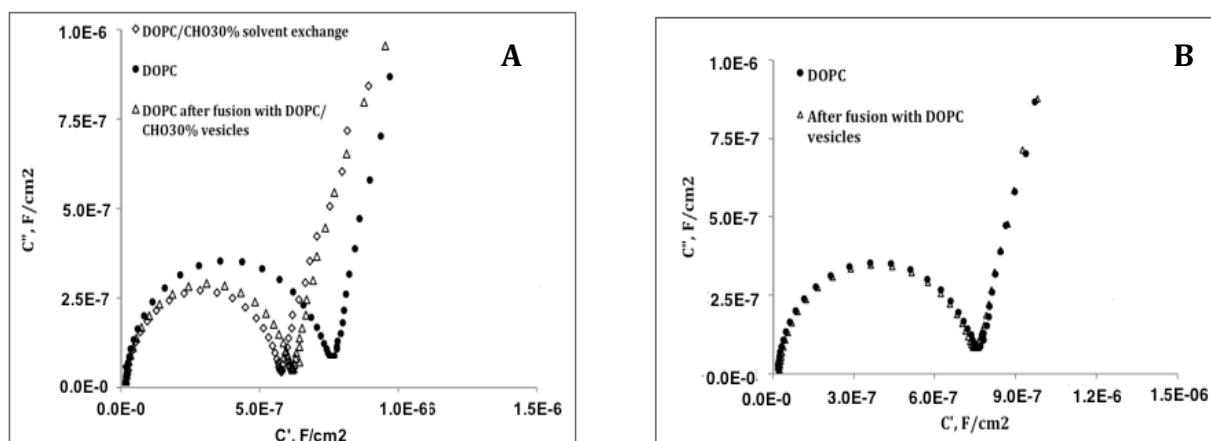 A
1.0E-6
7.5E-7
5.0E-7
2.5E-7
0.0E-0
C", F/cm2
DOPC/CHO30% solvent exchange
DOPC
DOPC after fusion with DOPC/
CHO30% vesicles
0.0E-0 5.0E-7 1.0E-66 1.5E-6
C', F/cm2
B
1.0E-6
7.5E-7
5.0E-7
2.5E-7
0.0E-0
C", F/cm2
DOPC
After fusion with DOPC
vesicles
0.0E-0 3.0E-7 6.0E-7 9.0E-7 1.2E-6 1.5E-06
C', F/cm2